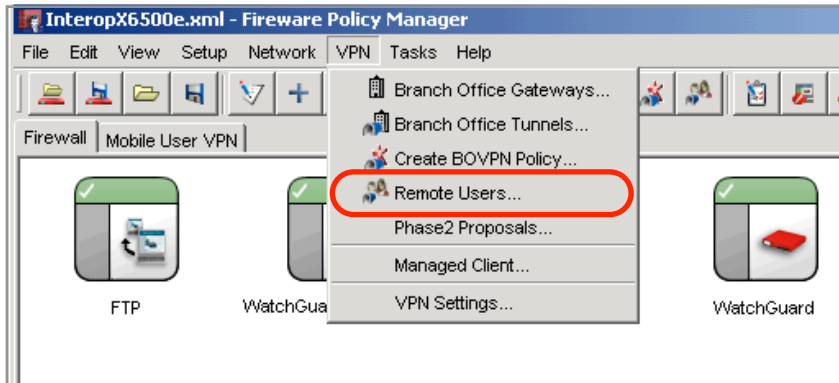 InteropX6500e.xml - Fireware Policy Manager
File Edit View Setup Network VPN Tasks Help
Branch Office Gateways...
Branch Office Tunnels...
Firewall Mobile User VPN
Create BOVPN Policy...
Remote Users...
Phase2 Proposals...
Managed Client...
VPN Settings...
FTP WatchGua WatchGuard